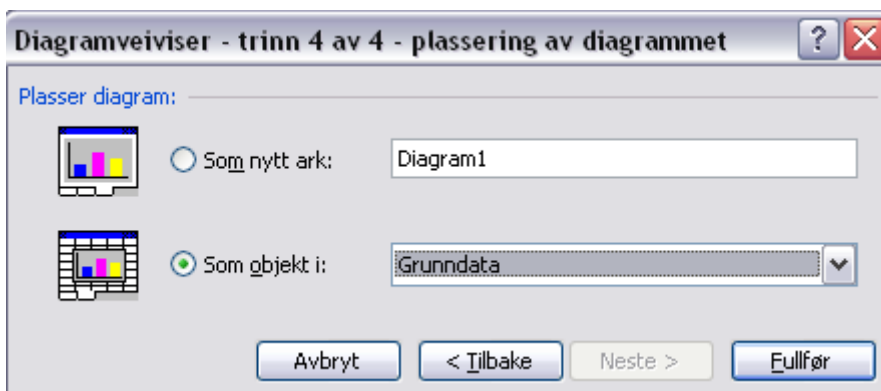 Diagramveiviser - trinn 4 av 4 - plassering av diagrammet
Plasser diagram:
Som nytt ark: Diagram1
Som objekt i: Grunndata
Avbryt < Tilbake Neste > Fullfør